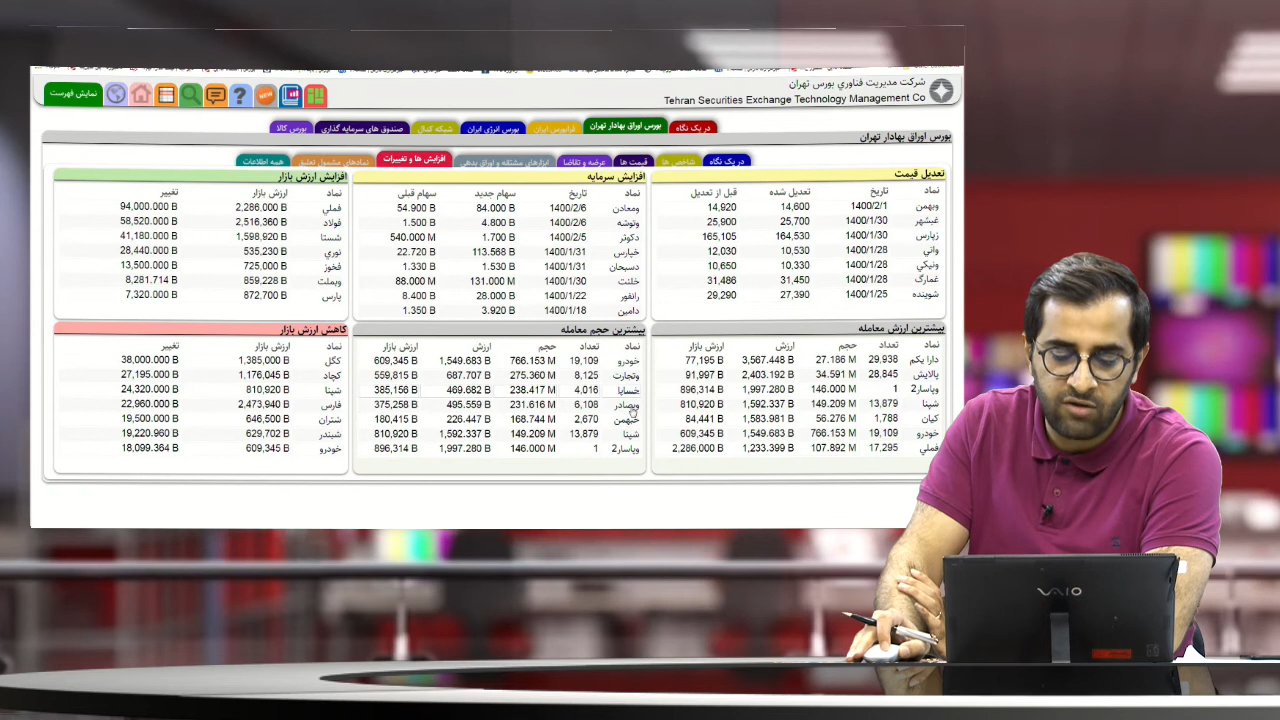 شرکت مدیریت فناوری بورس تهران
Tehran Securities Exchange Technology Management Co
نمایش فهرست
NEW
در یک نگاه بورس اوراق بهادار تهران فرابورس ایران بورس انرژی ایران شبکه کدال صندوق های سرمایه گذاری بورس کالا
بورس اوراق بهادار تهران
در یک نگاه شاخص ها قیمت ها عرضه و تقاضا ابزارهای مشتقه و اوراق بدهی افزایش ها و تغییرات نمادهای مشمول تعلیق همه اطلاعات
تعدیل قیمت
نماد تاریخ تعدیل شده قبل از تعدیل
وبهمن 1400/2/1 14,600 14,920
غبشهر 1400/1/30 25,700 25,900
زپارس 1400/1/30 164,530 165,105
واتی 1400/1/28 10,530 12,030
ونیکی 1400/1/28 10,330 10,650
غمارگ 1400/1/28 31,450 31,486
شوینده 1400/1/25 27,390 29,290
افزایش سرمایه
نماد تاریخ سهام جدید سهام قبلی
ومعادن 1400/2/6 84.000 B 54.900 B
وتوشه 1400/2/6 4.800 B 1.500 B
دکوثر 1400/2/5 1.700 B 540.000 M
خپارس 1400/1/31 113.568 B 22.720 B
دسبحان 1400/1/31 1.530 B 1.330 B
خلنت 1400/1/30 131.000 M 88.000 M
رانفور 1400/1/22 28.000 B 8.400 B
دامین 1400/1/18 3.920 B 1.350 B
افزایش ارزش بازار
نماد ارزش بازار تغییر
فملي 2,286,000 B 94,000.000 B
فولاد 2,516,360 B 58,520.000 B
شستا 1,598,920 B 41,180.000 B
نوري 535,230 B 28,440.000 B
فخوز 725,000 B 13,500.000 B
وبملت 859,228 B 8,281.714 B
پارس 872,700 B 7,320.000 B
بیشترین ارزش معامله
نماد تعداد حجم ارزش ارزش بازار
دارا یکم 29,938 27.186 M 3,567.448 B 77,195 B
پالایش 28,845 34.591 M 2,403.192 B 91,997 B
وپاسار2 1 146.000 M 1,997.280 B 896,314 B
شپنا 13,879 149.209 M 1,592.337 B 810,920 B
کیان 1,788 56.276 M 1,583.981 B 84,441 B
خودرو 19,109 766.153 M 1,549.683 B 609,345 B
فملي 17,295 107.892 M 1,233.399 B 2,286,000 B
بیشترین حجم معامله
نماد تعداد حجم ارزش ارزش بازار
خودرو 19,109 766.153 M 1,549.683 B 609,345 B
وتجارت 8,125 275.360 M 687.707 B 559,815 B
خساپا 4,016 238.417 M 469.682 B 385,156 B
وبصادر 6,108 231.616 M 495.559 B 375,258 B
خبهمن 2,670 168.744 M 226.447 B 180,415 B
شپنا 13,879 149.209 M 1,592.337 B 810,920 B
وپاسار2 1 146.000 M 1,997.280 B 896,314 B
کاهش ارزش بازار
نماد ارزش بازار تغییر
کگل 1,385,000 B 38,000.000 B
کچاد 1,176,045 B 27,195.000 B
شپنا 810,920 B 24,320.000 B
فارس 2,473,940 B 22,960.000 B
شتران 646,500 B 19,500.000 B
شبندر 629,702 B 19,220.960 B
خودرو 609,345 B 18,099.364 B
VAIO